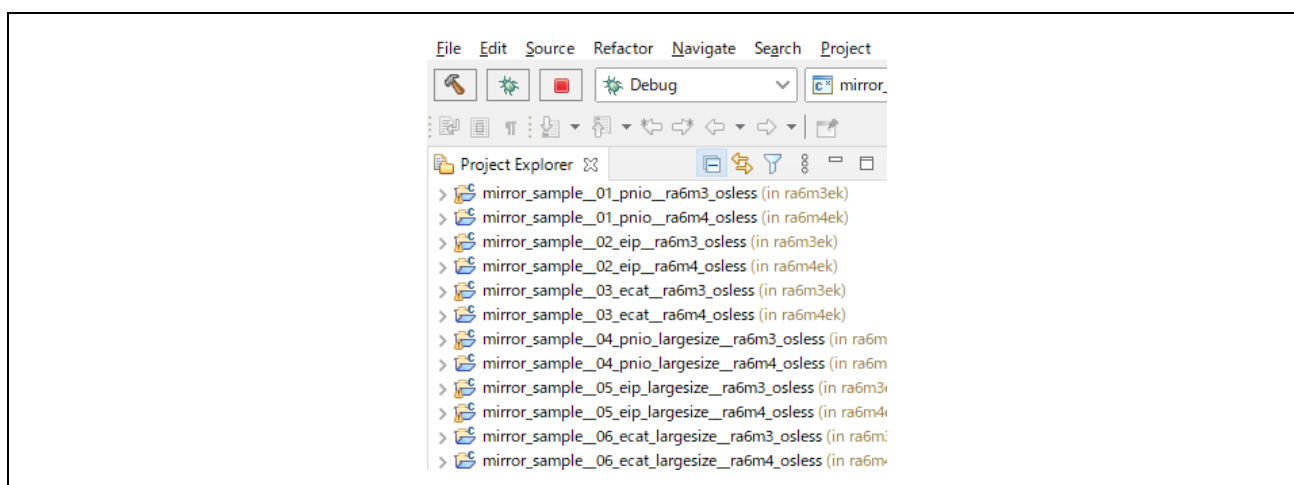 File Edit Source Refactor Navigate Search Project
Debug mirror_
Project Explorer
mirror_sample__01_pnio__ra6m3_osless (in ra6m3ek)
mirror_sample__01_pnio__ra6m4_osless (in ra6m4ek)
mirror_sample__02_eip__ra6m3_osless (in ra6m3ek)
mirror_sample__02_eip__ra6m4_osless (in ra6m4ek)
mirror_sample__03_ecat__ra6m3_osless (in ra6m3ek)
mirror_sample__03_ecat__ra6m4_osless (in ra6m4ek)
mirror_sample__04_pnio_largesize__ra6m3_osless (in ra6m
mirror_sample__04_pnio_largesize__ra6m4_osless (in ra6m
mirror_sample__05_eip_largesize__ra6m3_osless (in ra6m3
mirror_sample__05_eip_largesize__ra6m4_osless (in ra6m4
mirror_sample__06_ecat_largesize__ra6m3_osless (in ra6m
mirror_sample__06_ecat_largesize__ra6m4_osless (in ra6m